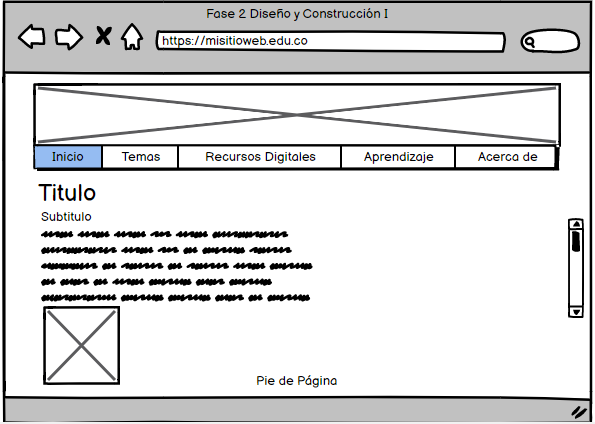 Fase 2 Diseño y Construcción I
https://misitioweb.edu.co
Inicio Temas Recursos Digitales Aprendizaje Acerca de
Titulo
Subtitulo
Pie de Página